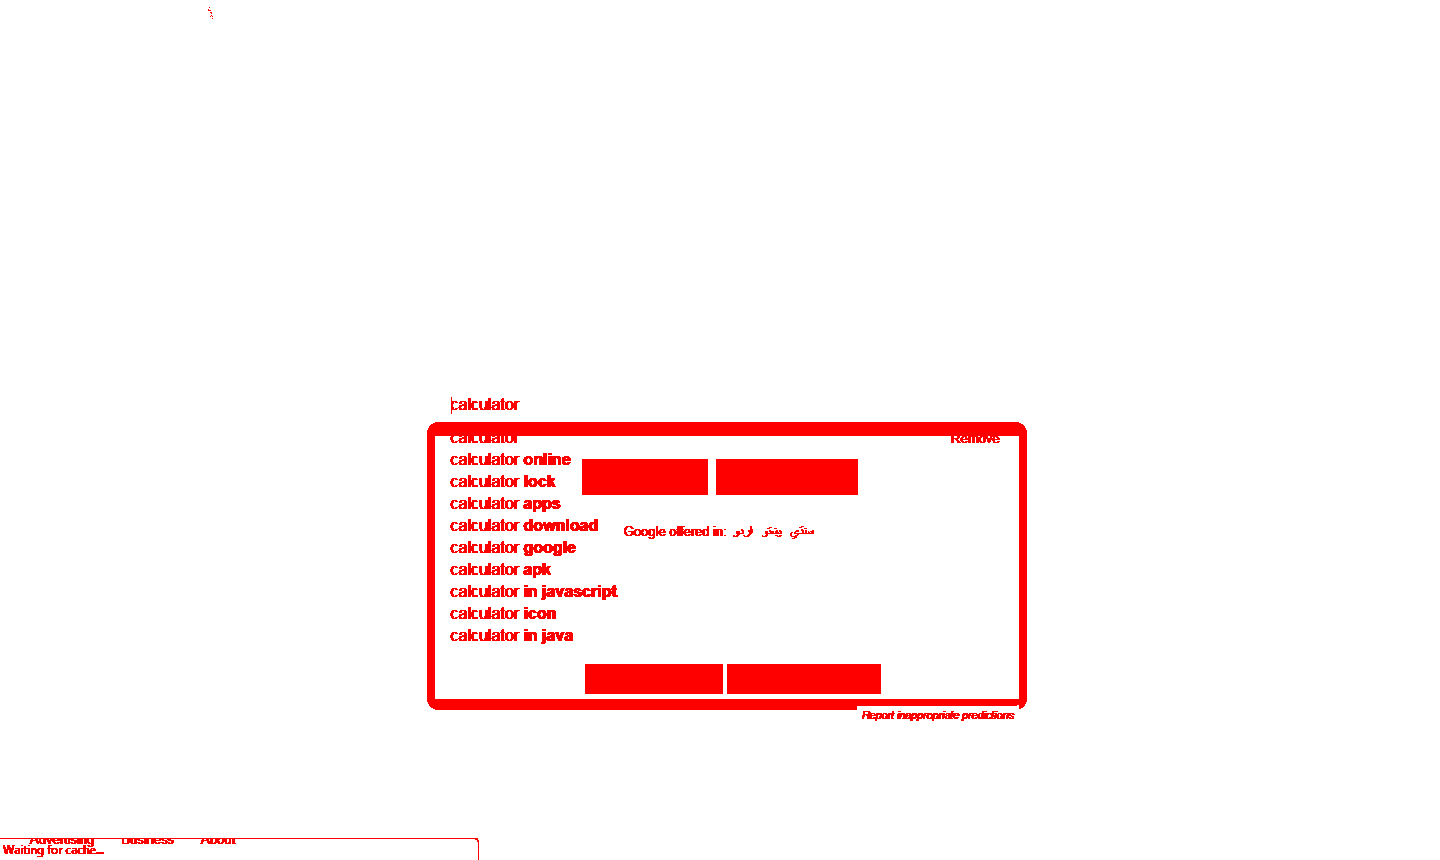 calculator
calculator
Remove
calculator online
calculator lock
calculator apps
calculator download
Google offered in: اردو پښتو سنڌي
calculator google
calculator apk
calculator in javascript
calculator icon
calculator in java
Report inappropriate predictions
Advertising Business About
Waiting for cache...